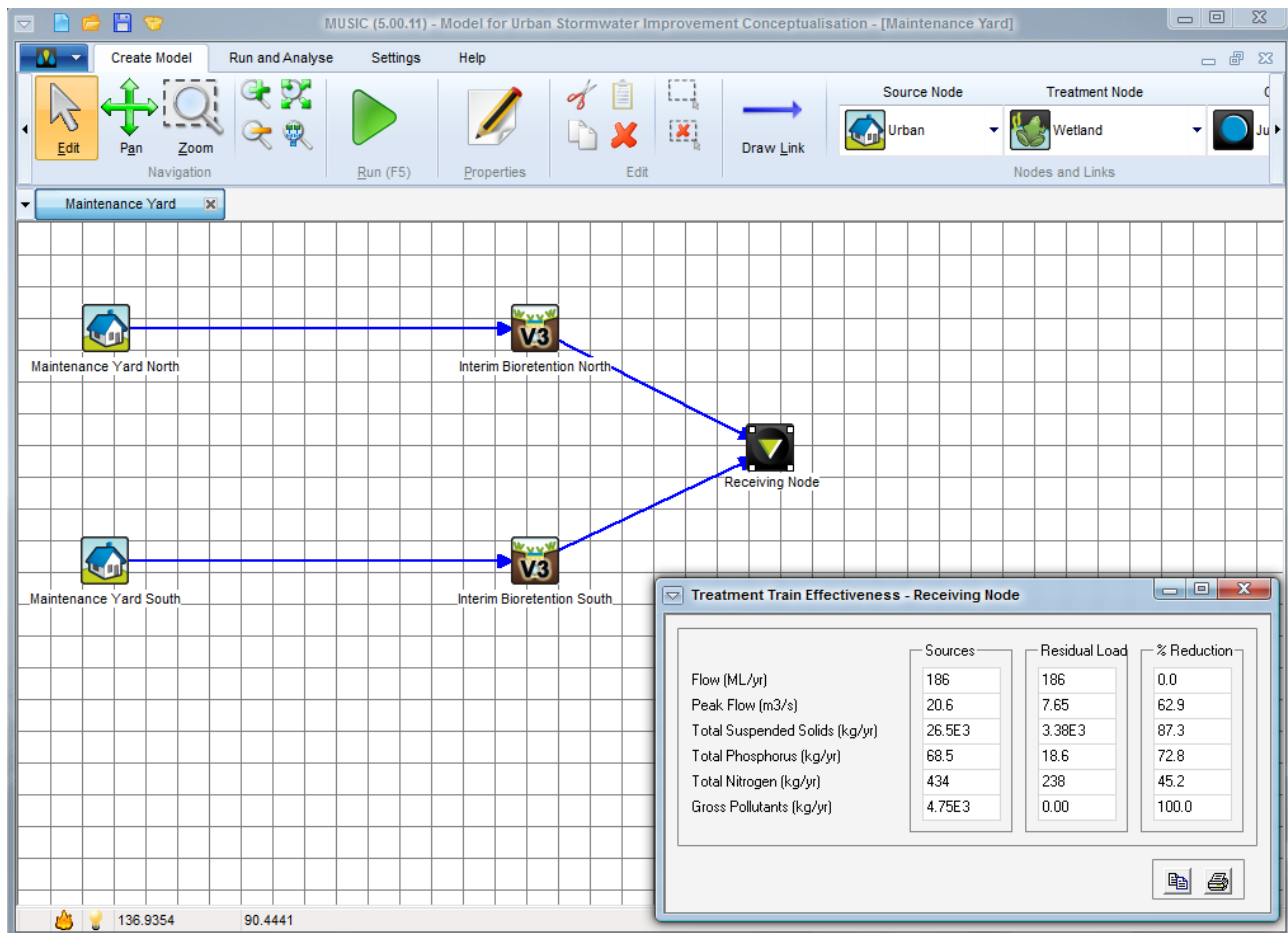 MUSIC (5.00.11) - Model for Urban Stormwater Improvement Conceptualisation - [Maintenance Yard]
Create Model Run and Analyse Settings Help
Source Node Treatment Node
Edit Pan Zoom Draw Link Urban Wetland Ju
Navigation Run (F5) Properties Edit Nodes and Links
Maintenance Yard
V3
Maintenance Yard North Interim Bioretention North
Receiving Node
V3
Maintenance Yard South Interim Bioretention South
Treatment Train Effectiveness - Receiving Node
Sources Residual Load % Reduction
Flow (ML/yr) 186 186 0.0
Peak Flow (m3/s) 20.6 7.65 62.9
Total Suspended Solids (kg/yr) 26.5E3 3.38E3 87.3
Total Phosphorus (kg/yr) 68.5 18.6 72.8
Total Nitrogen (kg/yr) 434 238 45.2
Gross Pollutants (kg/yr) 4.75E3 0.00 100.0
136.9354 90.4441